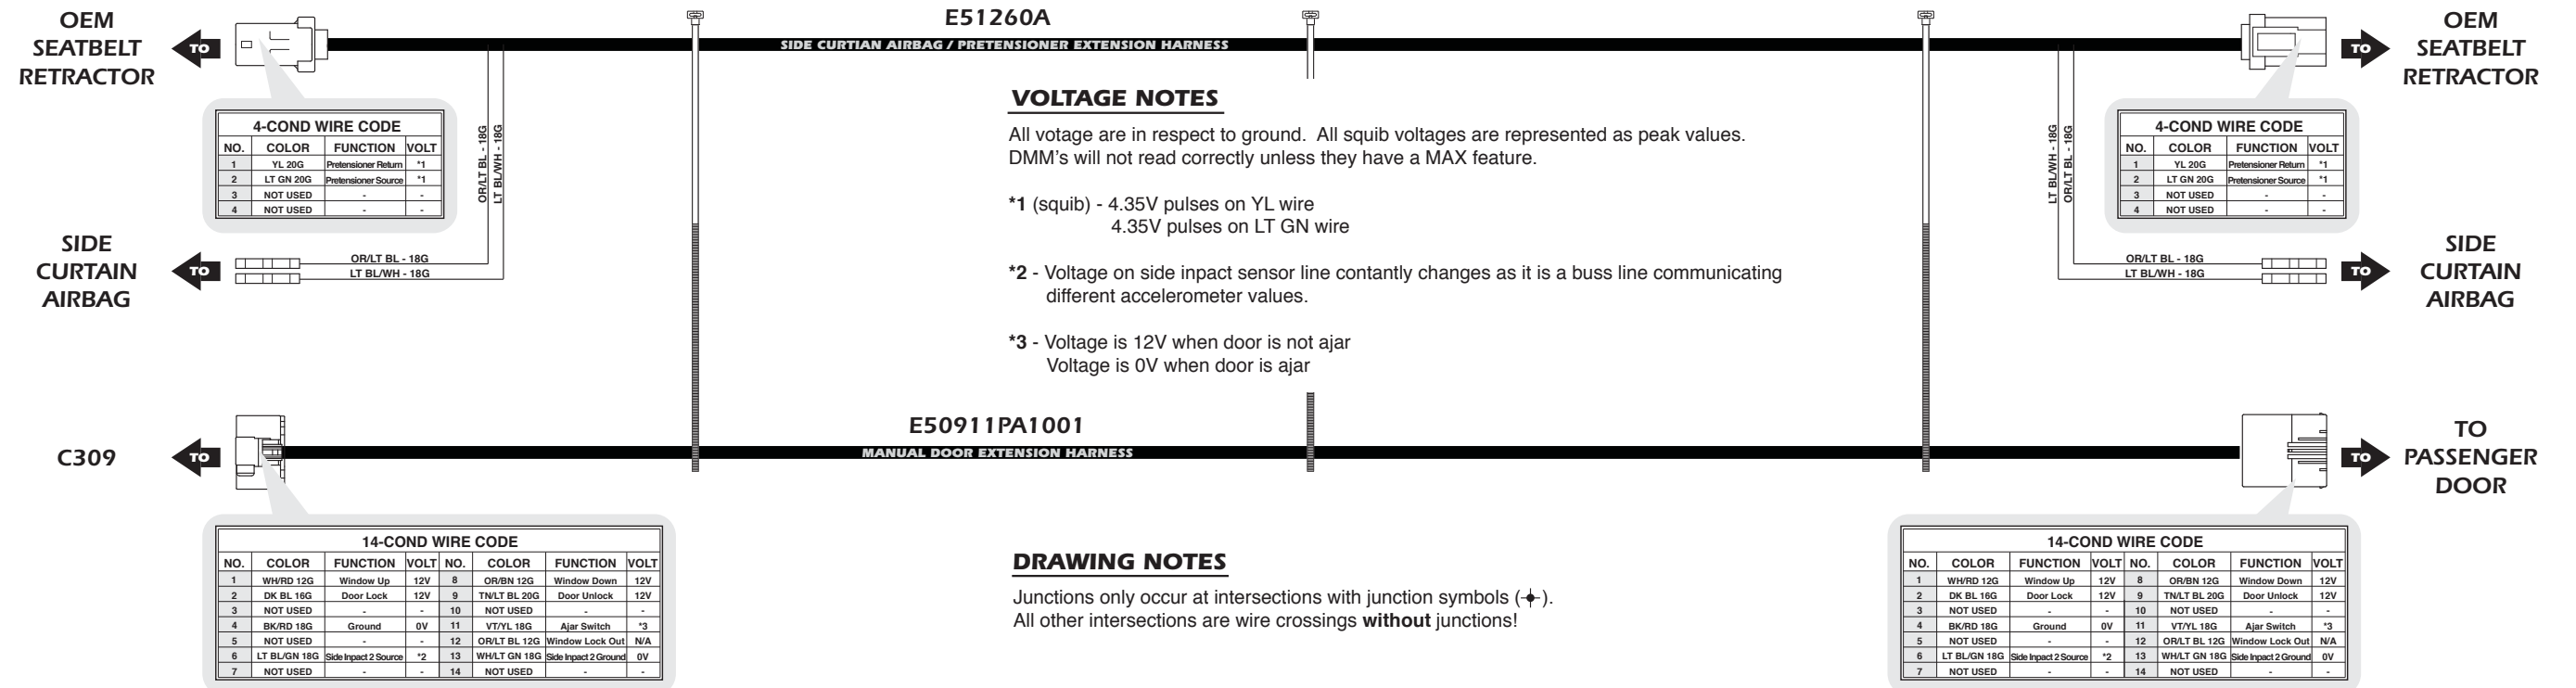 OEM
SEATBELT
RETRACTOR
TO
E51260A
SIDE CURTIAN AIRBAG / PRETENSIONER EXTENSION HARNESS
TO
OEM
SEATBELT
RETRACTOR
4-COND WIRE CODE
NO. COLOR FUNCTION VOLT
1 YL 20G Pretensioner Return *1
2 LT GN 20G Pretensioner Source *1
3 NOT USED - -
4 NOT USED - -
OR/LT BL - 18G
LT BL/WH - 18G
SIDE
CURTAIN
AIRBAG
TO
OR/LT BL - 18G
LT BL/WH - 18G
VOLTAGE NOTES
All votage are in respect to ground. All squib voltages are represented as peak values.
DMM's will not read correctly unless they have a MAX feature.
*1 (squib) - 4.35V pulses on YL wire
4.35V pulses on LT GN wire
*2 - Voltage on side inpact sensor line contantly changes as it is a buss line communicating
different accelerometer values.
*3 - Voltage is 12V when door is not ajar
Voltage is 0V when door is ajar
LT BL/WH - 18G
OR/LT BL - 18G
4-COND WIRE CODE
NO. COLOR FUNCTION VOLT
1 YL 20G Pretensioner Return *1
2 LT GN 20G Pretensioner Source *1
3 NOT USED - -
4 NOT USED - -
OR/LT BL - 18G
LT BL/WH - 18G
TO
SIDE
CURTAIN
AIRBAG
C309
TO
E50911PA1001
MANUAL DOOR EXTENSION HARNESS
TO
TO
PASSENGER
DOOR
14-COND WIRE CODE
NO. COLOR FUNCTION VOLT NO. COLOR FUNCTION VOLT
1 WH/RD 12G Window Up 12V 8 OR/BN 12G Window Down 12V
2 DK BL 16G Door Lock 12V 9 TN/LT BL 20G Door Unlock 12V
3 NOT USED - - 10 NOT USED - -
4 BK/RD 18G Ground 0V 11 VT/YL 18G Ajar Switch *3
5 NOT USED - - 12 OR/LT BL 12G Window Lock Out N/A
6 LT BL/GN 18G Side Inpact 2 Source *2 13 WH/LT GN 18G Side Inpact 2 Ground 0V
7 NOT USED - - 14 NOT USED - -
DRAWING NOTES
Junctions only occur at intersections with junction symbols ( ).
All other intersections are wire crossings without junctions!
14-COND WIRE CODE
NO. COLOR FUNCTION VOLT NO. COLOR FUNCTION VOLT
1 WH/RD 12G Window Up 12V 8 OR/BN 12G Window Down 12V
2 DK BL 16G Door Lock 12V 9 TN/LT BL 20G Door Unlock 12V
3 NOT USED - - 10 NOT USED - -
4 BK/RD 18G Ground 0V 11 VT/YL 18G Ajar Switch *3
5 NOT USED - - 12 OR/LT BL 12G Window Lock Out N/A
6 LT BL/GN 18G Side Inpact 2 Source *2 13 WH/LT GN 18G Side Inpact 2 Ground 0V
7 NOT USED - - 14 NOT USED - -